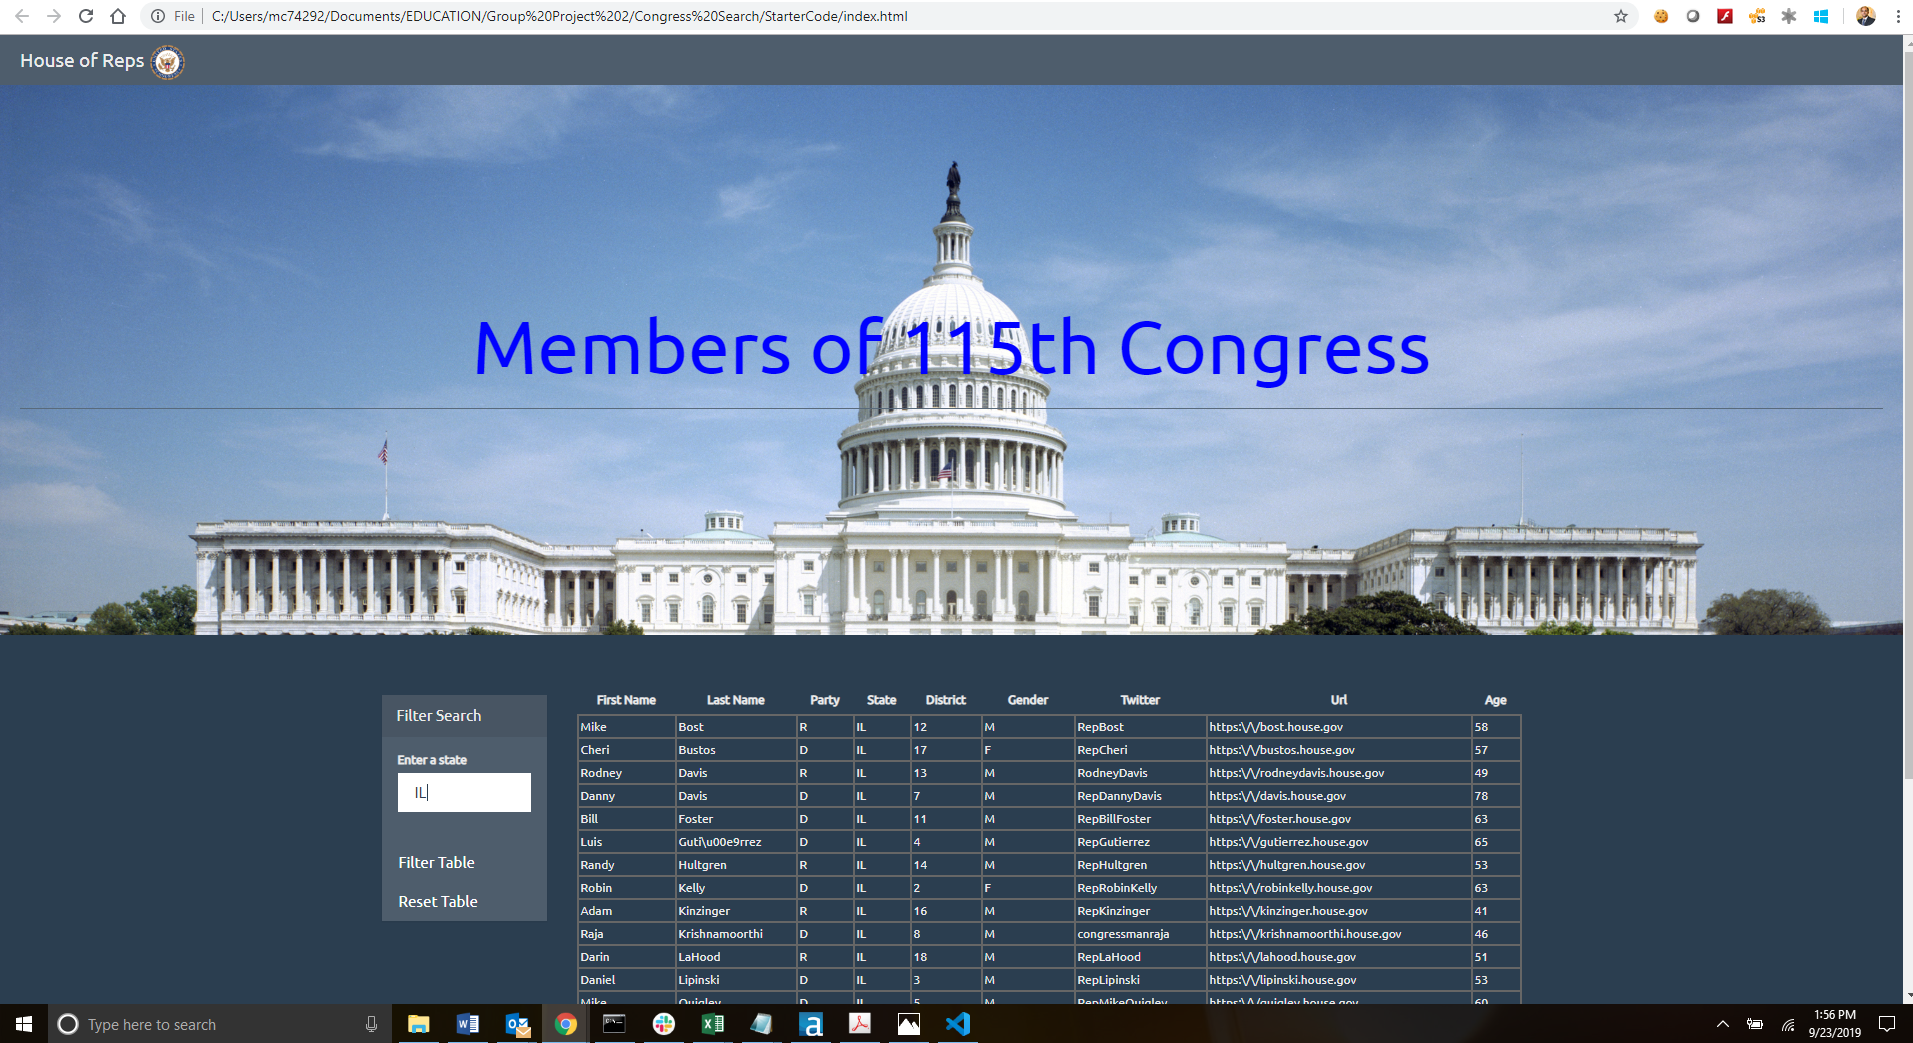 File C:/Users/mc74292/Documents/EDUCATION/Group%20Project%202/Congress%20Search/StarterCode/index.html
S3
House of Reps
Members of 115th Congress
Filter Search
Enter a state
IL
Filter Table
Reset Table
First Name Last Name Party State District Gender Twitter Url Age
Mike Bost R IL 12 M RepBost https:\/\/bost.house.gov 58
Cheri Bustos D IL 17 F RepCheri https:\/\/bustos.house.gov 57
Rodney Davis R IL 13 M RodneyDavis https:\/\/rodneydavis.house.gov 49
Danny Davis D IL 7 M RepDannyDavis https:\/\/davis.house.gov 78
Bill Foster D IL 11 M RepBillFoster https:\/\/foster.house.gov 63
Luis Guti\u00e9rrez D IL 4 M RepGutierrez https:\/\/gutierrez.house.gov 65
Randy Hultgren R IL 14 M RepHultgren https:\/\/hultgren.house.gov 53
Robin Kelly D IL 2 F RepRobinKelly https:\/\/robinkelly.house.gov 63
Adam Kinzinger R IL 16 M RepKinzinger https:\/\/kinzinger.house.gov 41
Raja Krishnamoorthi D IL 8 M congressmanraja https:\/\/krishnamoorthi.house.gov 46
Darin LaHood R IL 18 M RepLaHood https:\/\/lahood.house.gov 51
Daniel Lipinski D IL 3 M RepLipinski https:\/\/lipinski.house.gov 53
Mike Quigley D IL 5 M RepMikeQuigley https:\/\/quigley.house.gov 60
Type here to search
1:56 PM
9/23/2019